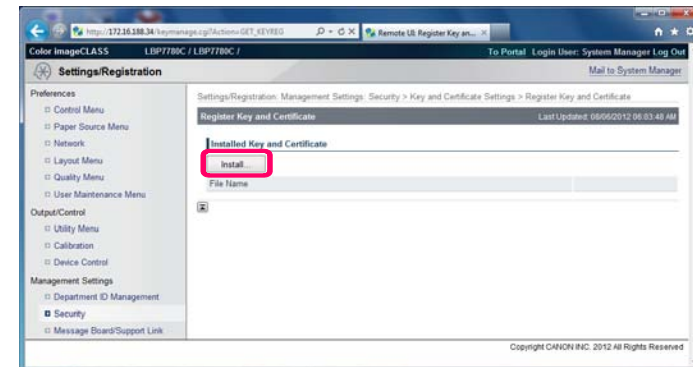 http://172.16.188.34/keymanage.cgi?Action=GET_KEYREG
Remote UI: Register Key an...
Color imageCLASS LBP7780C / LBP7780C /
To Portal Login User: System Manager Log Out
Settings/Registration
Mail to System Manager
Preferences
Control Menu
Paper Source Menu
Network
Layout Menu
Quality Menu
User Maintenance Menu
Output/Control
Utility Menu
Calibration
Device Control
Management Settings
Department ID Management
Security
Message Board/Support Link
Settings/Registration: Management Settings: Security > Key and Certificate Settings > Register Key and Certificate
Register Key and Certificate
Last Updated: 08/06/2012 06:03:48 AM
Installed Key and Certificate
Install...
File Name
Copyright CANON INC. 2012 All Rights Reserved